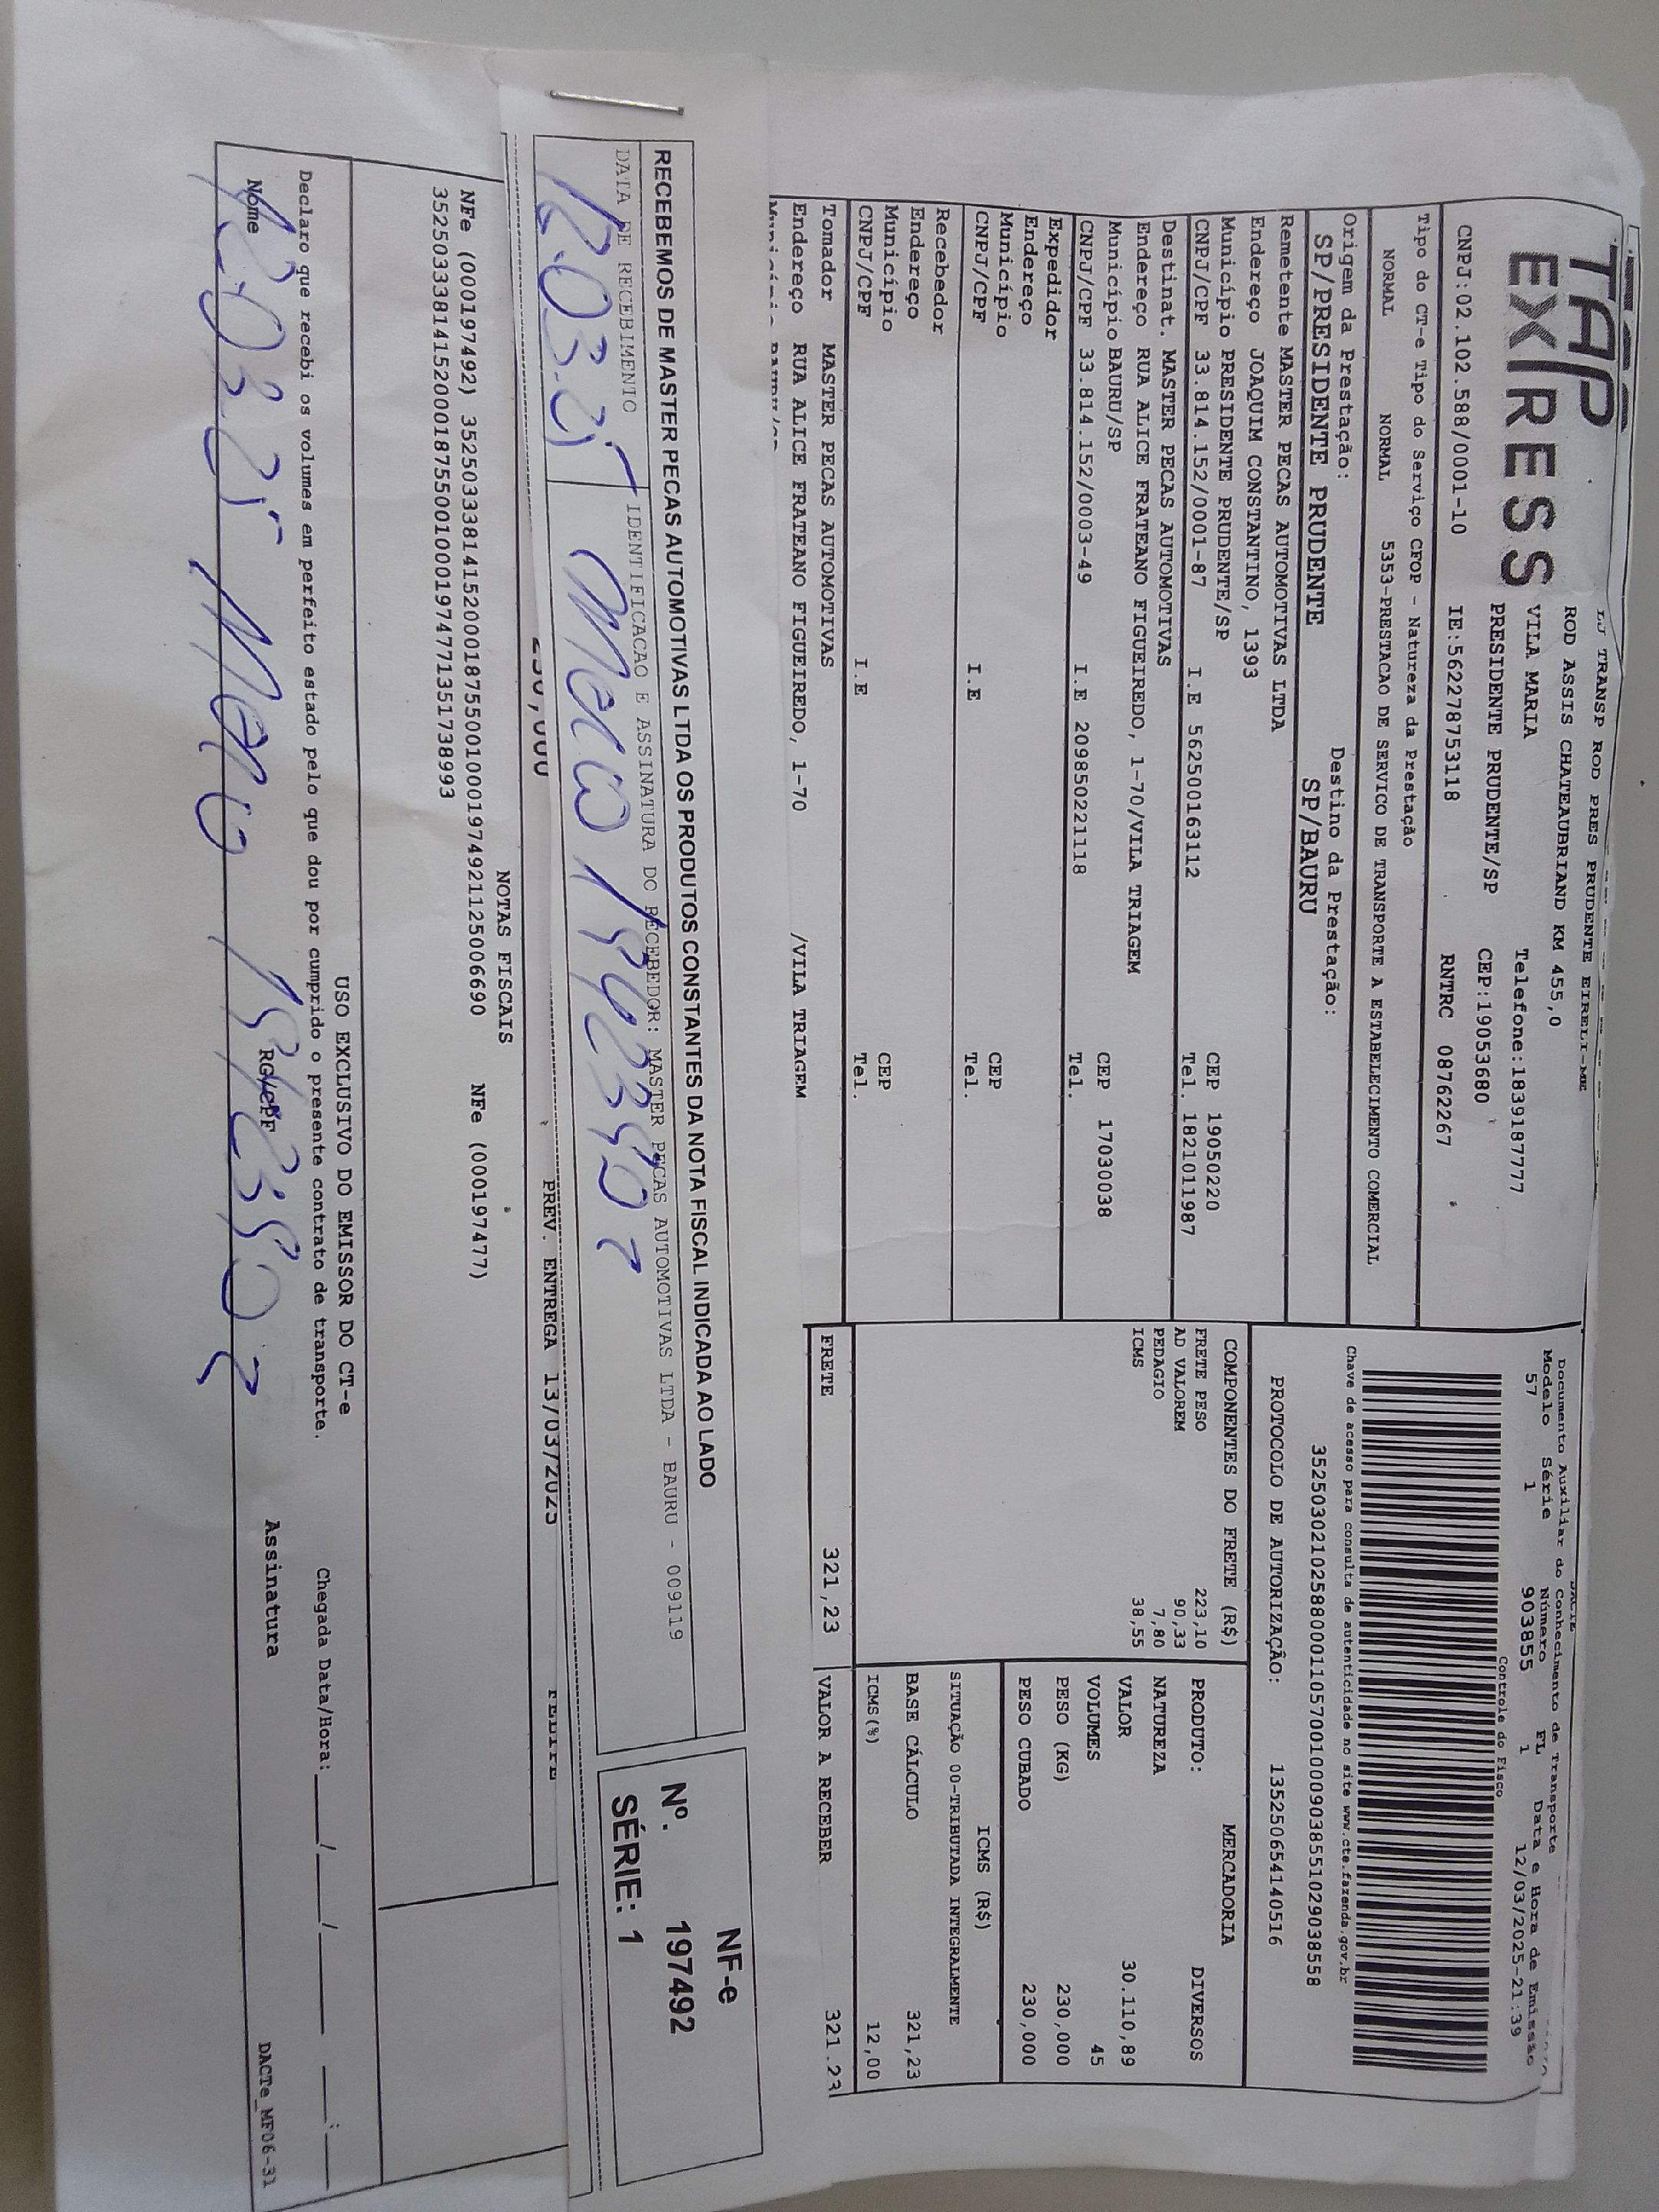 TAP
EXPRESS
LJ TRANSP ROD PRES PRUDENTE EIRELI-ME
ROD ASSIS CHATEAUBRIAND KM 455,0
VILA MARIA Telefone:1839187777
PRESIDENTE PRUDENTE/SP CEP:19053680
CNPJ:02.102.588/0001-10 IE:562278753118 RNTRC 08762267
Tipo do CT-e Tipo do Serviço CFOP - Natureza da Prestação
NORMAL NORMAL 5353-PRESTACAO DE SERVICO DE TRANSPORTE A ESTABELECIMENTO COMERCIAL
Origem da Prestação: Destino da Prestação:
SP/PRESIDENTE PRUDENTE SP/BAURU
Remetente MASTER PECAS AUTOMOTIVAS LTDA
Endereço JOAQUIM CONSTANTINO, 1393 CEP 19050220
Município PRESIDENTE PRUDENTE/SP Tel. 1821011987
CNPJ/CPF 33.814.152/0001-87 I.E 562500163112
Destinat. MASTER PECAS AUTOMOTIVAS
Endereço RUA ALICE FRATEANO FIGUEIREDO, 1-70/VILA TRIAGEM
Município BAURU/SP CEP 17030038
CNPJ/CPF 33.814.152/0003-49 I.E 209850221118 Tel.
Expedidor
Endereço
Município CEP
CNPJ/CPF I.E Tel.
Recebedor
Endereço
Município CEP
CNPJ/CPF I.E Tel.
Tomador MASTER PECAS AUTOMOTIVAS
Endereço RUA ALICE FRATEANO FIGUEIREDO, 1-70 /VILA TRIAGEM
Documento Auxiliar do Conhecimento de Transporte
Modelo Série Número FL Data e Hora de Emissão
57 1 903855 1 12/03/2025-21:39
Controle do Fisco
Chave de acesso para consulta de autenticidade no site www.cte.fazenda.gov.br
35250302102588000110570010009038551029038558
PROTOCOLO DE AUTORIZAÇÃO: 135250654140516
COMPONENTES DO FRETE (R$)
FRETE PESO 223,10
AD VALOREM 90,33
PEDAGIO 7,80
ICMS 38,55
MERCADORIA
PRODUTO: DIVERSOS
NATUREZA
VALOR 30.110,89
VOLUMES 45
PESO (KG) 230,000
PESO CUBADO 230,000
ICMS (R$)
SITUAÇÃO 00-TRIBUTADA INTEGRALMENTE
BASE CÁLCULO 321,23
ICMS(%) 12,00
FRETE 321,23
VALOR A RECEBER 321,23
RECEBEMOS DE MASTER PECAS AUTOMOTIVAS LTDA OS PRODUTOS CONSTANTES DA NOTA FISCAL INDICADA AO LADO
DATA DE RECEBIMENTO IDENTIFICACAO E ASSINATURA DO RECEBEDOR: MASTER PECAS AUTOMOTIVAS LTDA - BAURU - 009119
NF-e
Nº. 197492
SÉRIE: 1
PREV. ENTREGA 13/03/2025
NOTAS FISCAIS
NFe (000197492) 35250333814152000187550010001974921125006690 NFe (000197477)
35250333814152000187550010001974771351738993
USO EXCLUSIVO DO EMISSOR DO CT-e
Declaro que recebi os volumes em perfeito estado pelo que dou por cumprido o presente contrato de transporte. Chegada Data/Hora:___/___/_____ ___:___
Nome RG/CPF Assinatura
DACTe_MF06-31